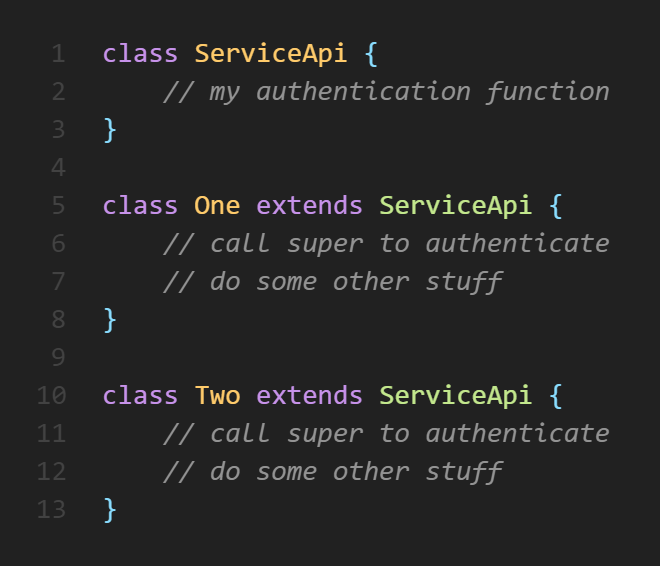 1 class ServiceApi {
2     // my authentication function
3 }
4
5 class One extends ServiceApi {
6     // call super to authenticate
7     // do some other stuff
8 }
9
10 class Two extends ServiceApi {
11     // call super to authenticate
12     // do some other stuff
13 }